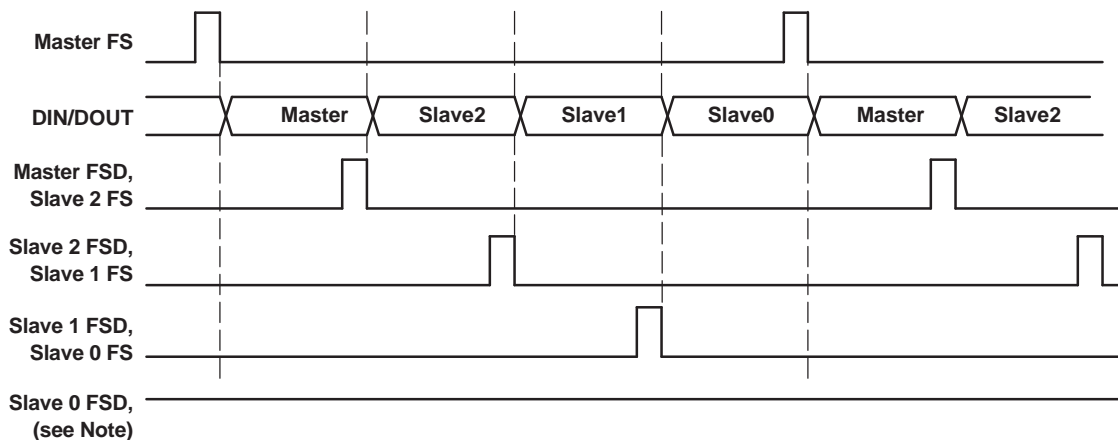 Master FS
DIN/DOUT
Master
Slave2
Slave1
Slave0
Master
Slave2
Master FSD,
Slave 2 FS
Slave 2 FSD,
Slave 1 FS
Slave 1 FSD,
Slave 0 FS
Slave 0 FSD,
(see Note)